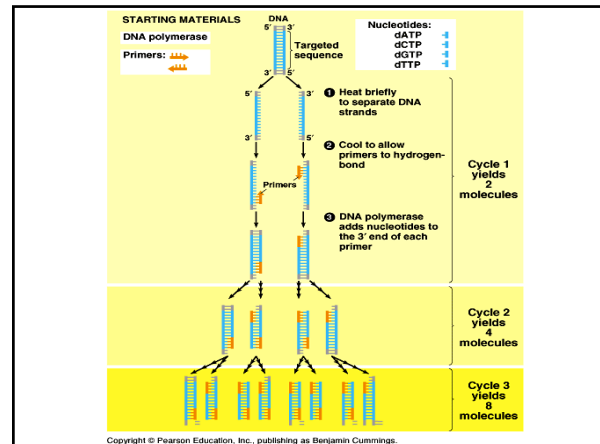 STARTING MATERIALS
DNA polymerase
Primers:
DNA
5′ 3′
Targeted
sequence
3′ 5′
Nucleotides:
dATP
dCTP
dGTP
dTTP
5′ 3′
3′ 5′
1 Heat briefly
to separate DNA
strands
2 Cool to allow
primers to hydrogen-
bond
Primers
3 DNA polymerase
adds nucleotides to
the 3′ end of each
primer
Cycle 1
yields
2
molecules
Cycle 2
yields
4
molecules
Cycle 3
yields
8
molecules
Copyright © Pearson Education, Inc., publishing as Benjamin Cummings.